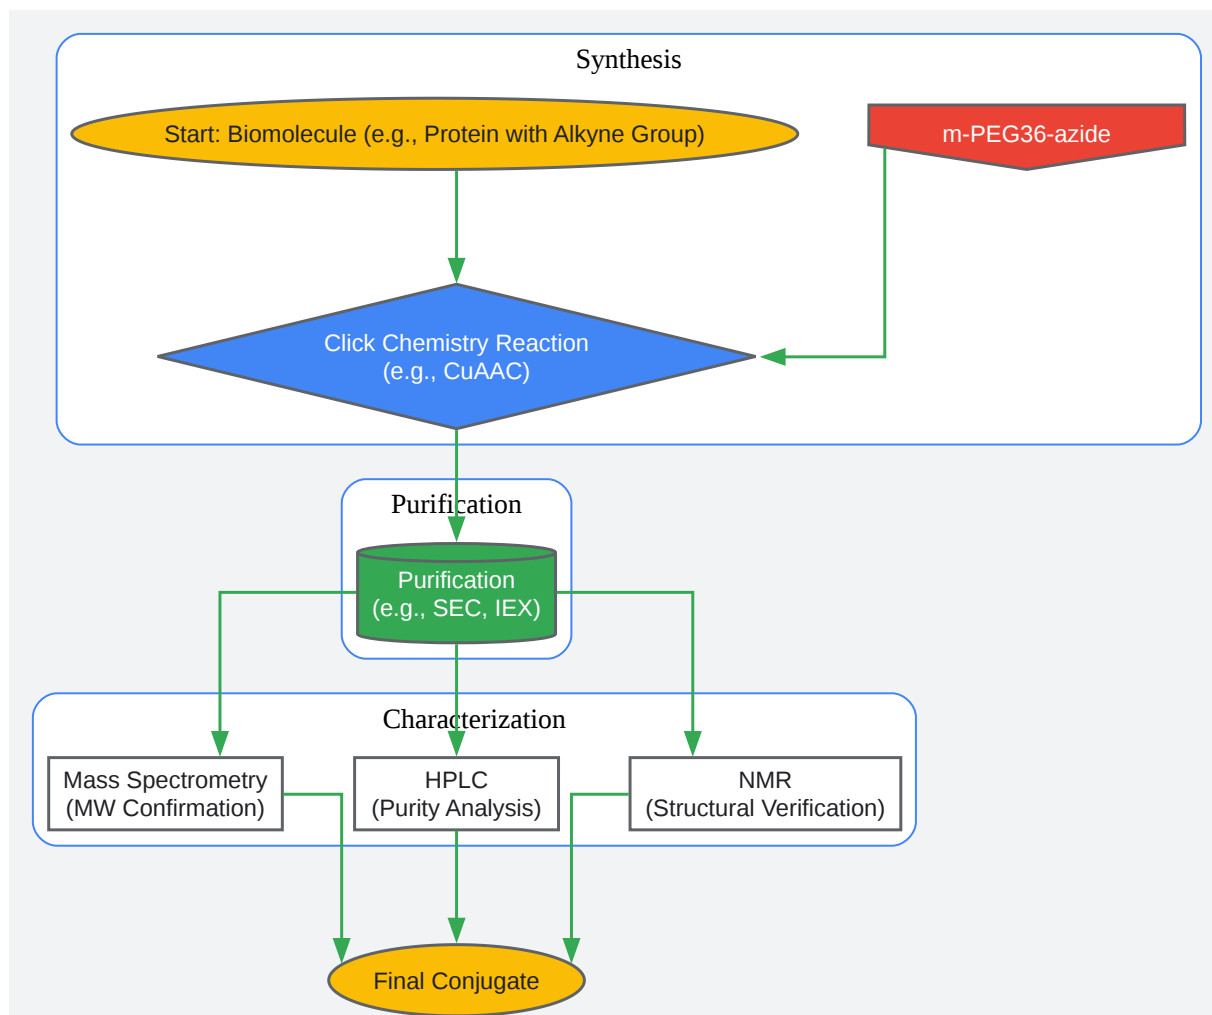 Synthesis
Start: Biomolecule (e.g., Protein with Alkyne Group)
m-PEG36-azide
Click Chemistry Reaction
(e.g., CuAAC)
Purification
Purification
(e.g., SEC, IEX)
Characterization
Mass Spectrometry
(MW Confirmation)
HPLC
(Purity Analysis)
NMR
(Structural Verification)
Final Conjugate